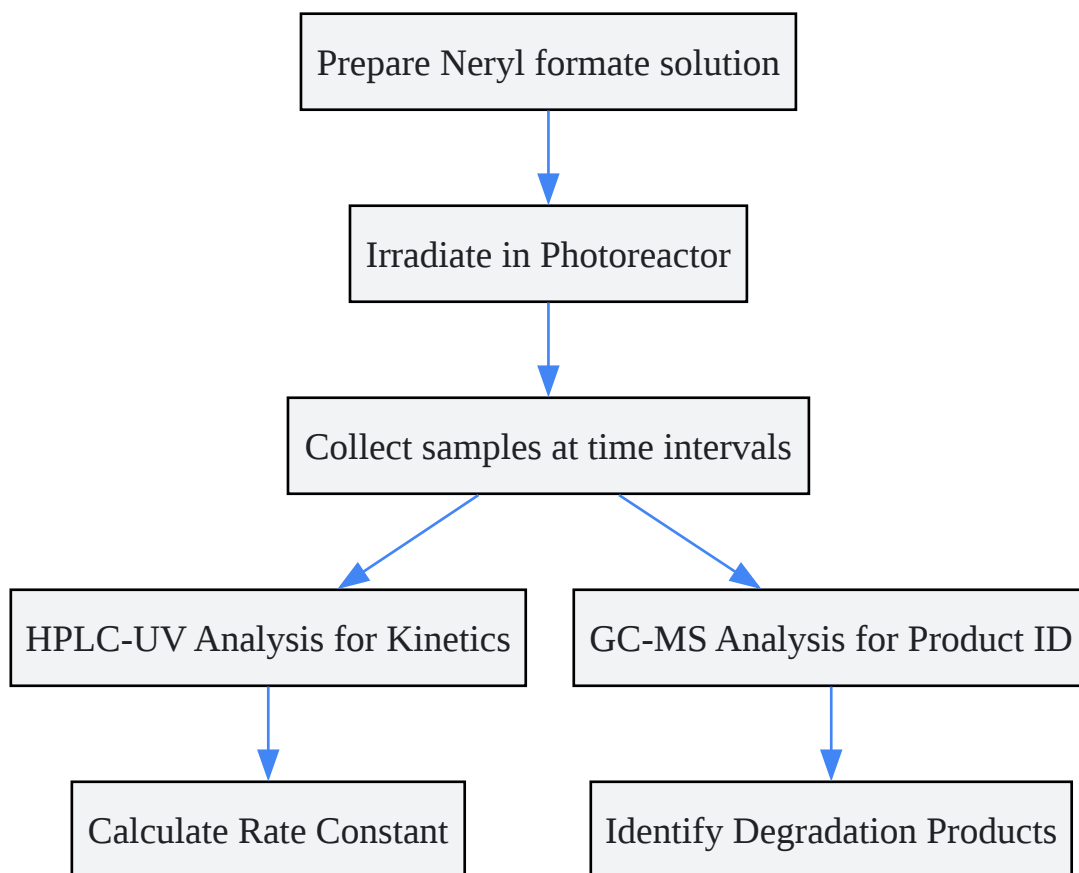 Prepare Neryl formate solution
Irradiate in Photoreactor
Collect samples at time intervals
HPLC-UV Analysis for Kinetics
GC-MS Analysis for Product ID
Calculate Rate Constant
Identify Degradation Products